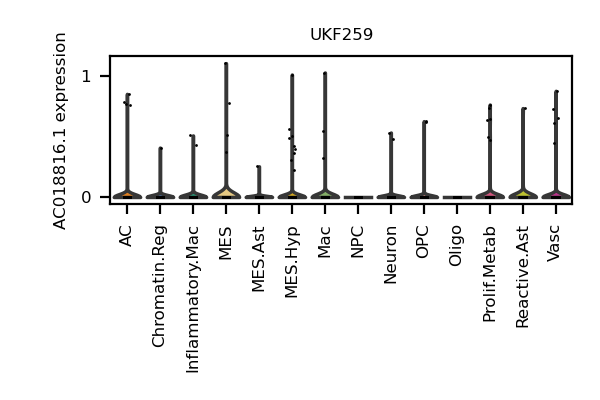 UKF259
AC018816.1 expression
1
0
AC
Chromatin.Reg
Inflammatory.Mac
MES
MES.Ast
MES.Hyp
Mac
NPC
Neuron
OPC
Oligo
Prolif.Metab
Reactive.Ast
Vasc